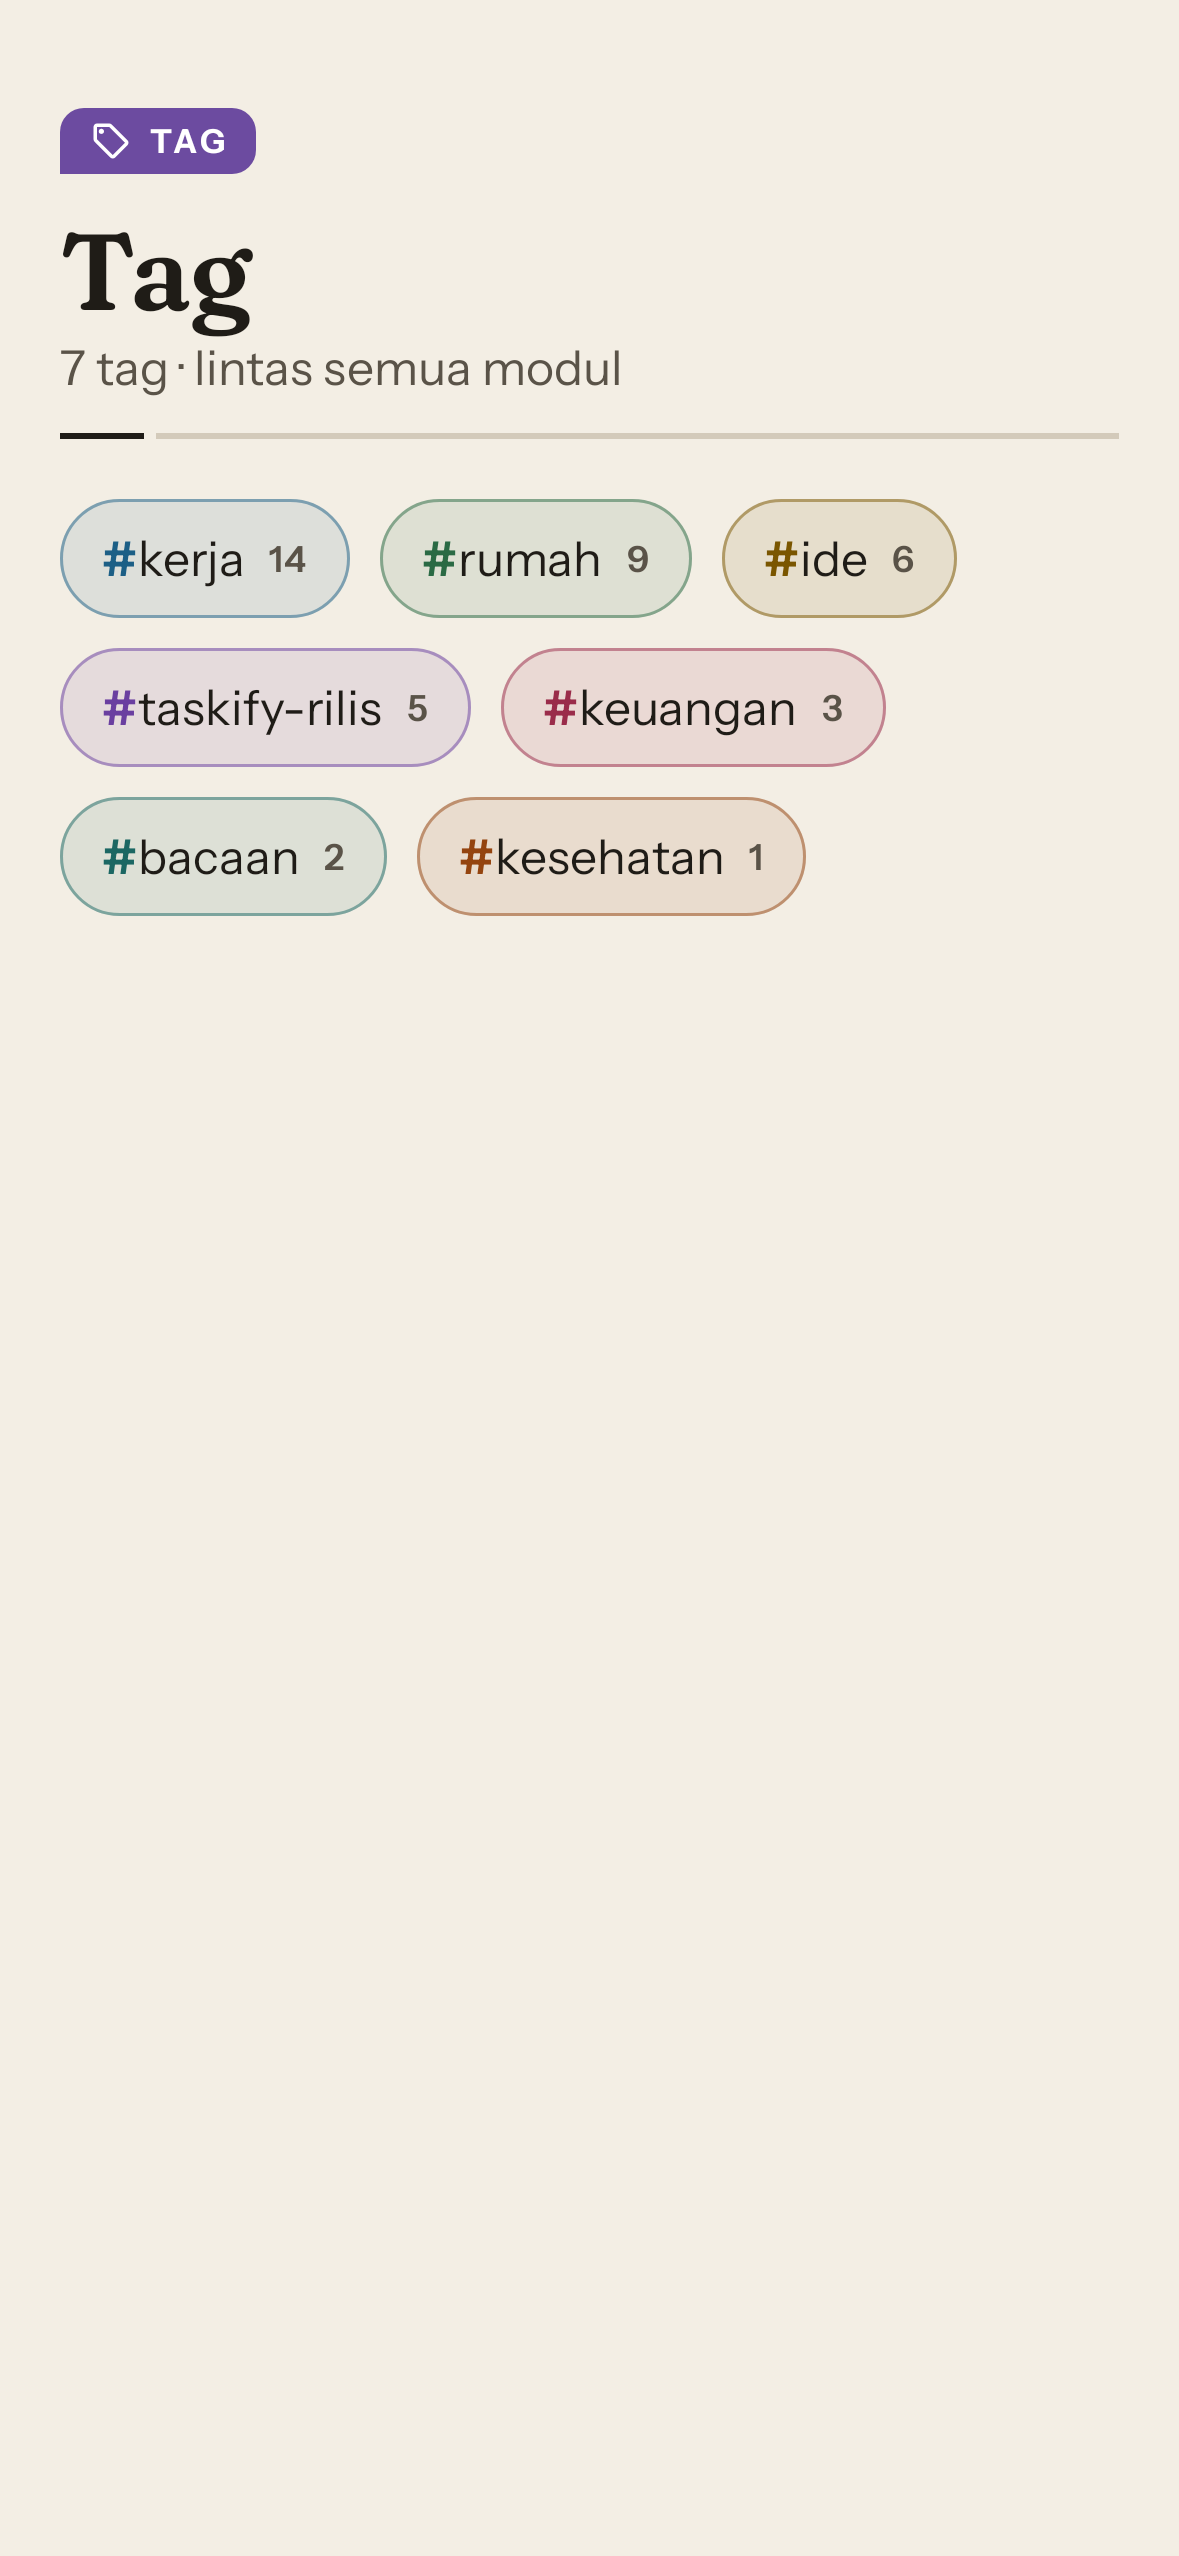 TAG
Tag
7 tag · lintas semua modul
#kerja 14 #rumah 9 #ide 6
#taskify-rilis 5 #keuangan 3
#bacaan 2 #kesehatan 1